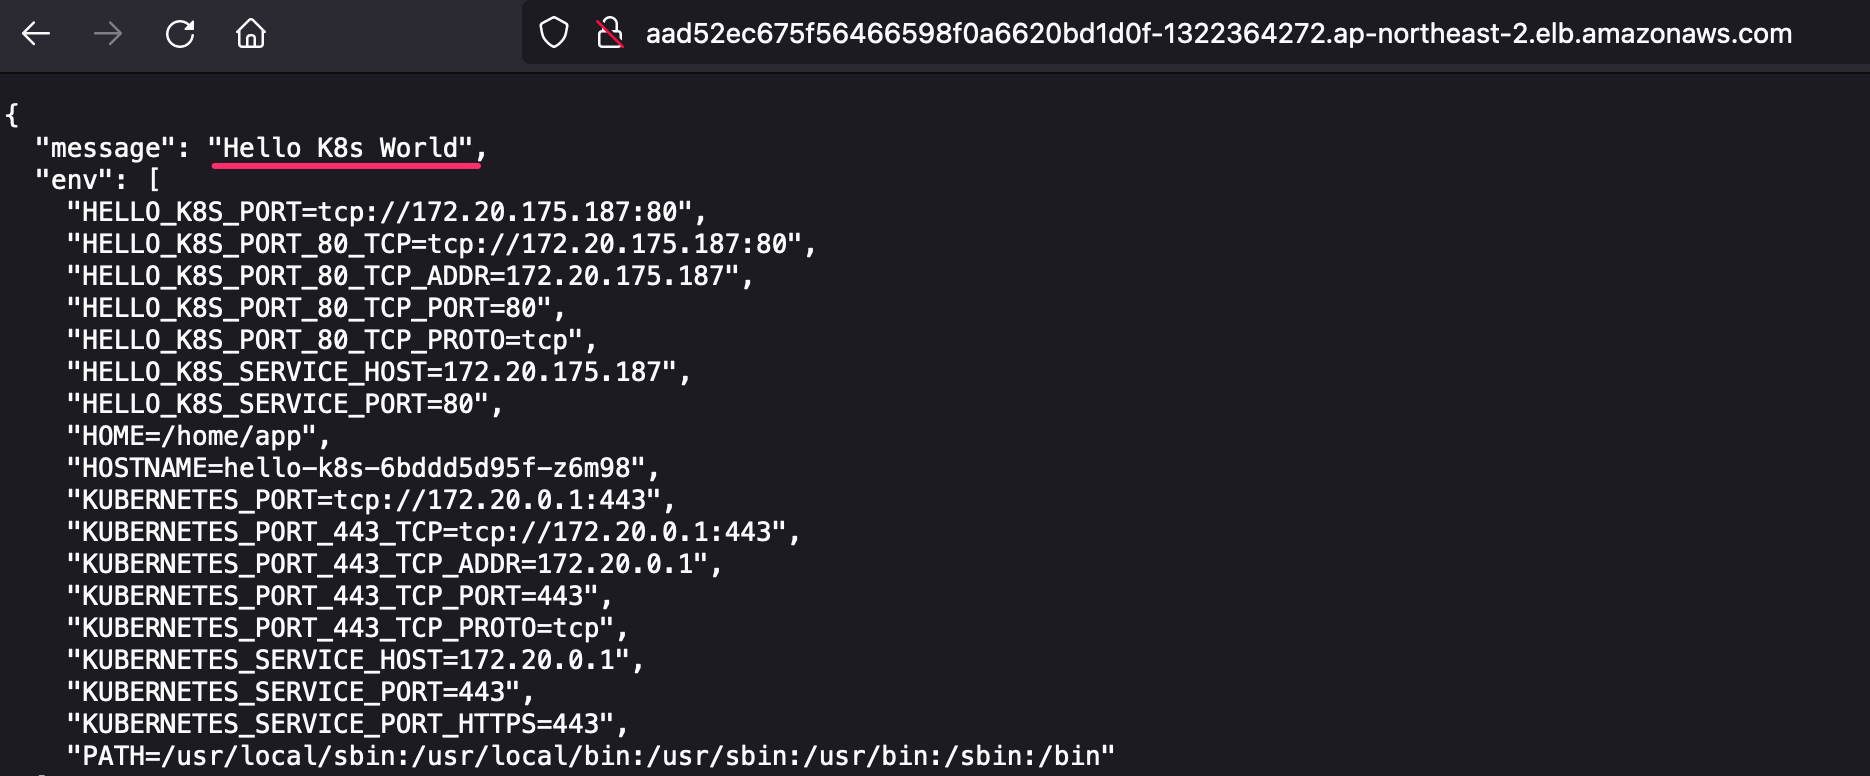 aad52ec675f56466598f0a6620bd1d0f-1322364272.ap-northeast-2.elb.amazonaws.com
{
  "message": "Hello K8s World",
  "env": [
    "HELLO_K8S_PORT=tcp://172.20.175.187:80",
    "HELLO_K8S_PORT_80_TCP=tcp://172.20.175.187:80",
    "HELLO_K8S_PORT_80_TCP_ADDR=172.20.175.187",
    "HELLO_K8S_PORT_80_TCP_PORT=80",
    "HELLO_K8S_PORT_80_TCP_PROTO=tcp",
    "HELLO_K8S_SERVICE_HOST=172.20.175.187",
    "HELLO_K8S_SERVICE_PORT=80",
    "HOME=/home/app",
    "HOSTNAME=hello-k8s-6bddd5d95f-z6m98",
    "KUBERNETES_PORT=tcp://172.20.0.1:443",
    "KUBERNETES_PORT_443_TCP=tcp://172.20.0.1:443",
    "KUBERNETES_PORT_443_TCP_ADDR=172.20.0.1",
    "KUBERNETES_PORT_443_TCP_PORT=443",
    "KUBERNETES_PORT_443_TCP_PROTO=tcp",
    "KUBERNETES_SERVICE_HOST=172.20.0.1",
    "KUBERNETES_SERVICE_PORT=443",
    "KUBERNETES_SERVICE_PORT_HTTPS=443",
    "PATH=/usr/local/sbin:/usr/local/bin:/usr/sbin:/usr/bin:/sbin:/bin"